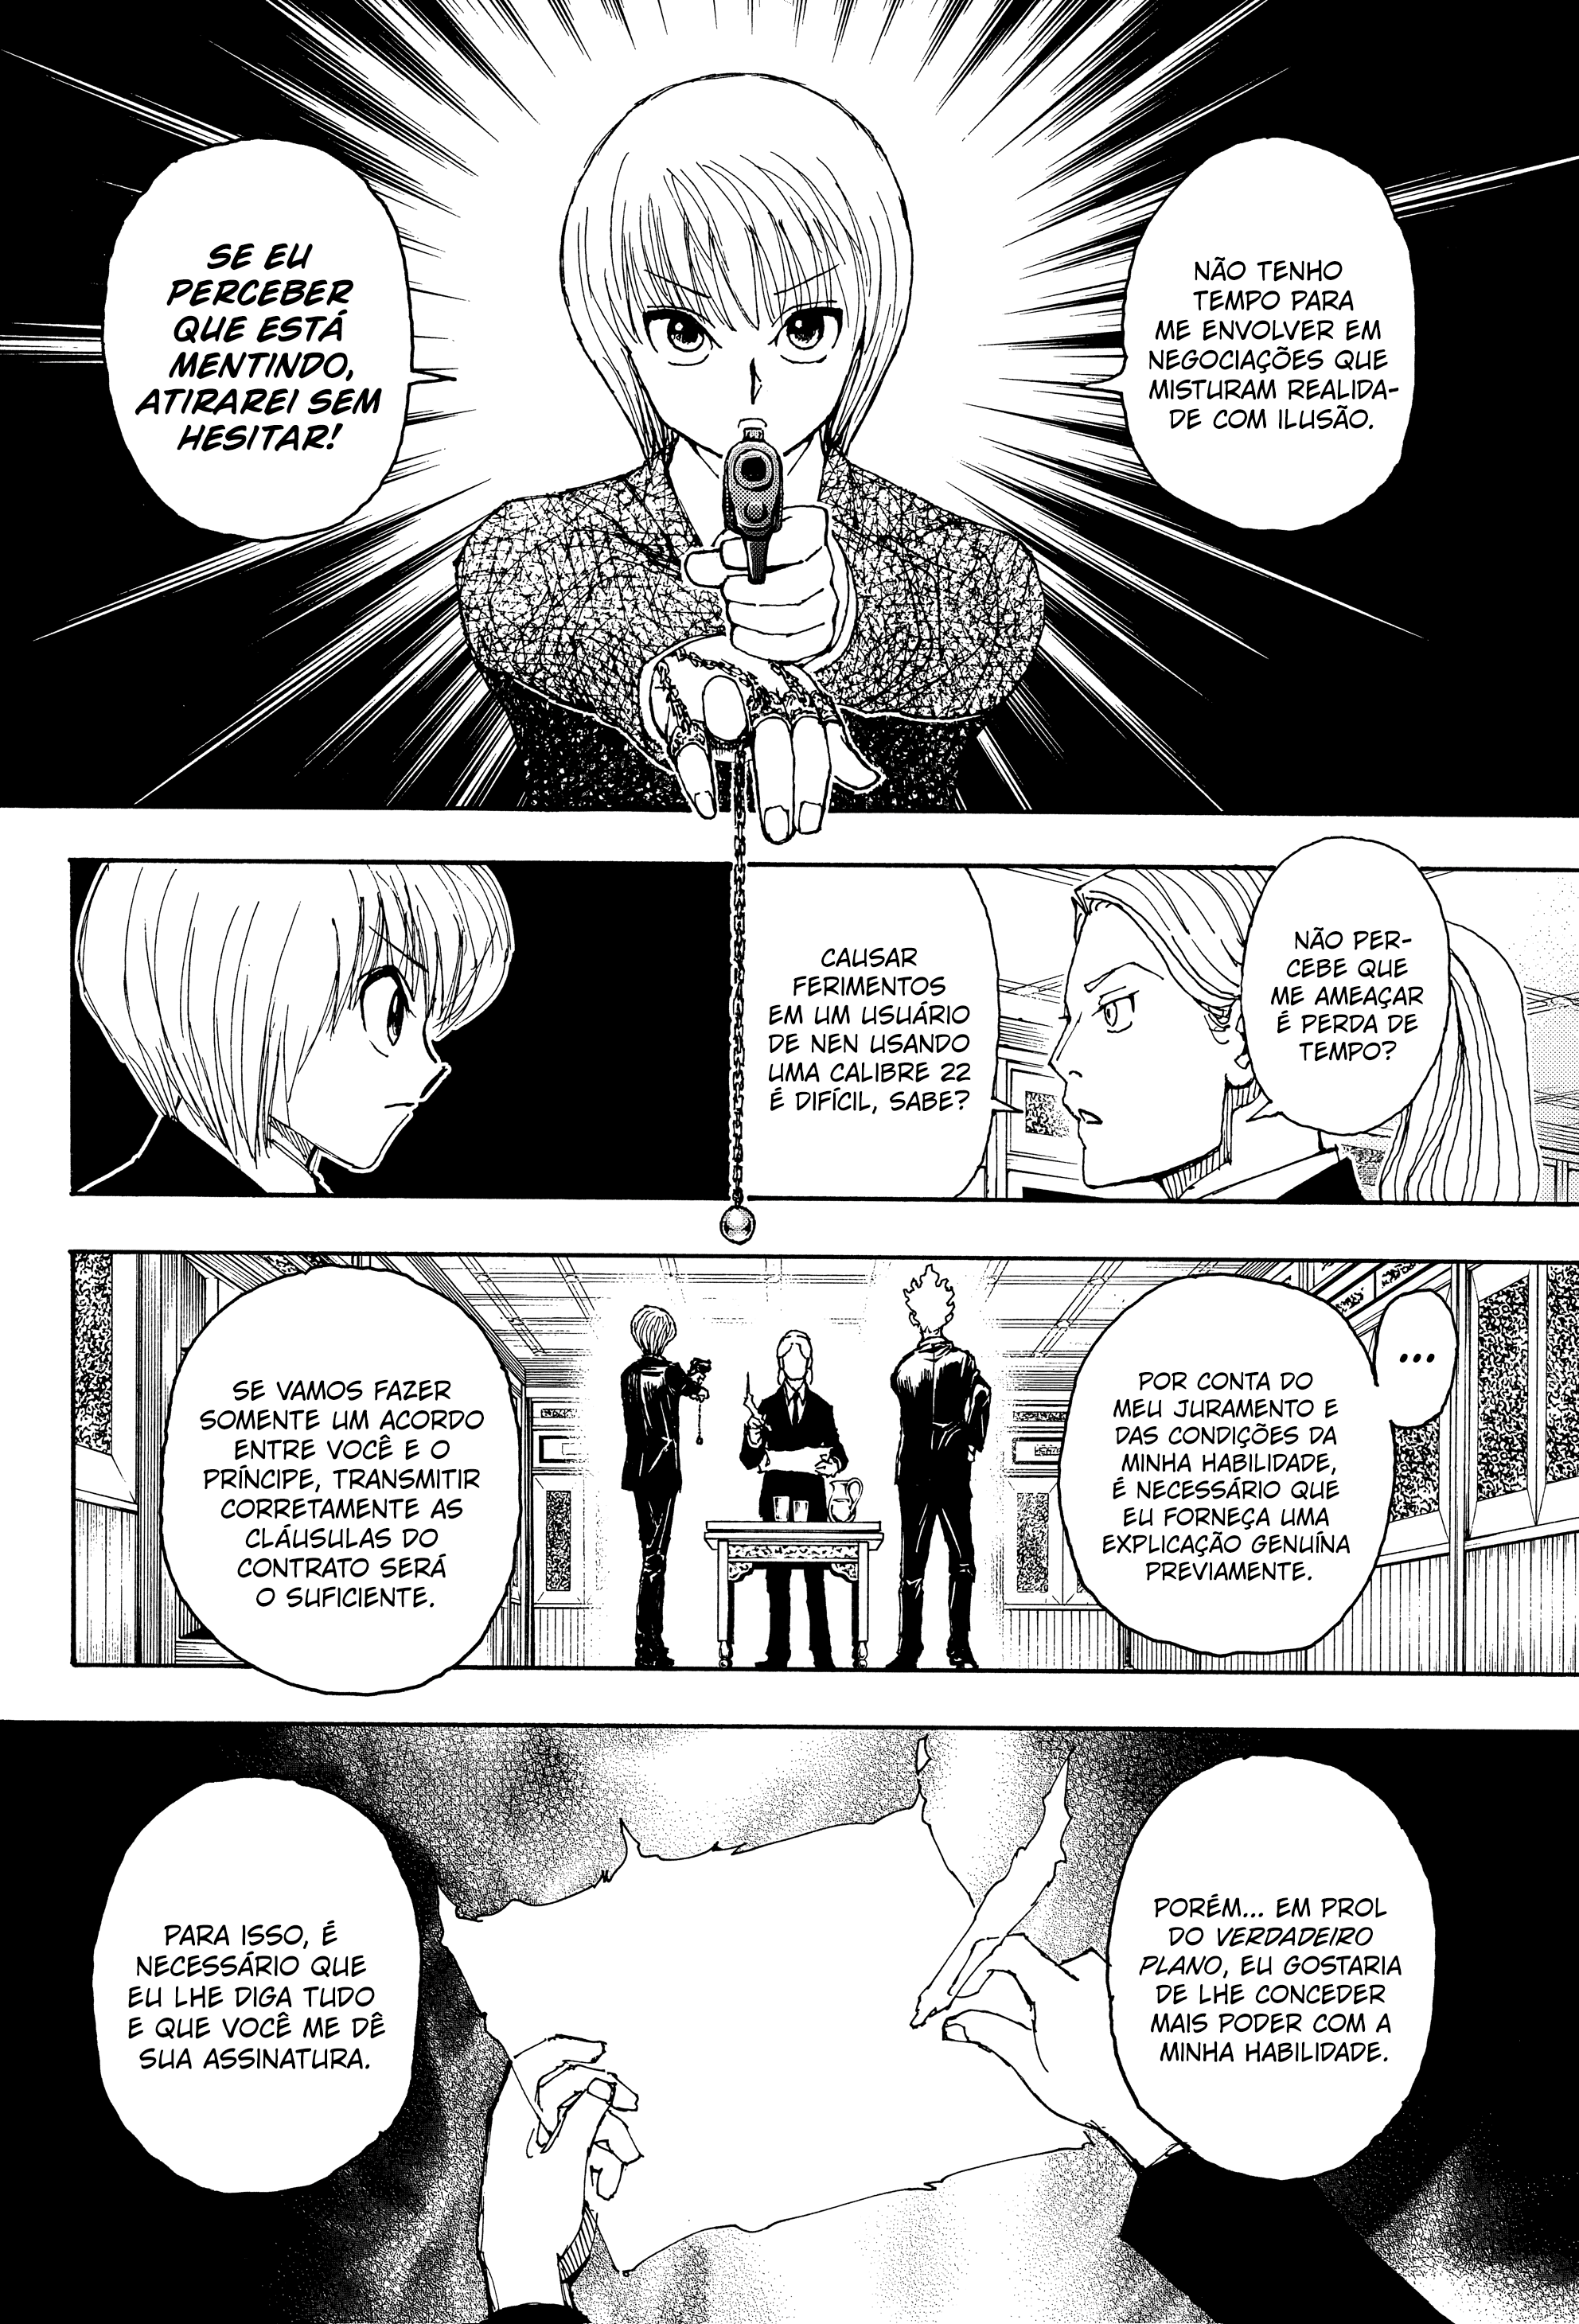 NÃO TENHO
TEMPO PARA
ME ENVOLVER EM
NEGOCIAÇÕES QUE
MISTURAM REALIDA-
DE COM ILUSÃO.
SE EU
PERCEBER
QUE ESTÁ
MENTINDO,
ATIRAREI SEM
HESITAR!
NÃO PER-
CEBE QUE
ME AMEAÇAR
É PERDA DE
TEMPO?
CAUSAR
FERIMENTOS
EM UM USUÁRIO
DE NEN USANDO
UMA CALIBRE 22
É DIFÍCIL, SABE?
...
POR CONTA DO
MEU JURAMENTO E
DAS CONDIÇÕES DA
MINHA HABILIDADE,
É NECESSÁRIO QUE
EU FORNEÇA UMA
EXPLICAÇÃO GENUÍNA
PREVIAMENTE.
SE VAMOS FAZER
SOMENTE UM ACORDO
ENTRE VOCÊ E O
PRÍNCIPE, TRANSMITIR
CORRETAMENTE AS
CLÁUSULAS DO
CONTRATO SERÁ
O SUFICIENTE.
PORÉM... EM PROL
DO VERDADEIRO
PLANO, EU GOSTARIA
DE LHE CONCEDER
MAIS PODER COM A
MINHA HABILIDADE.
PARA ISSO, É
NECESSÁRIO QUE
EU LHE DIGA TUDO
E QUE VOCÊ ME DÊ
SUA ASSINATURA.